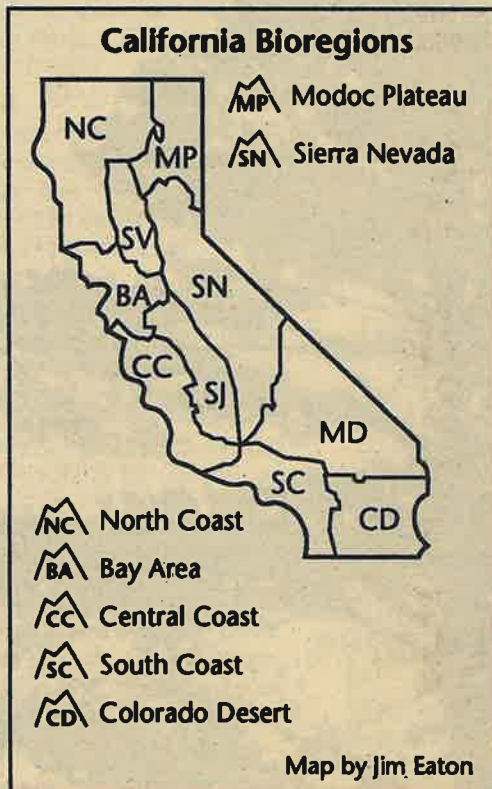 California Bioregions
MP Modoc Plateau
SN Sierra Nevada
NC
MP
SV
SN
BA
CC
SJ
MD
SC
CD
NC North Coast
BA Bay Area
CC Central Coast
SC South Coast
CD Colorado Desert
Map by Jim Eaton